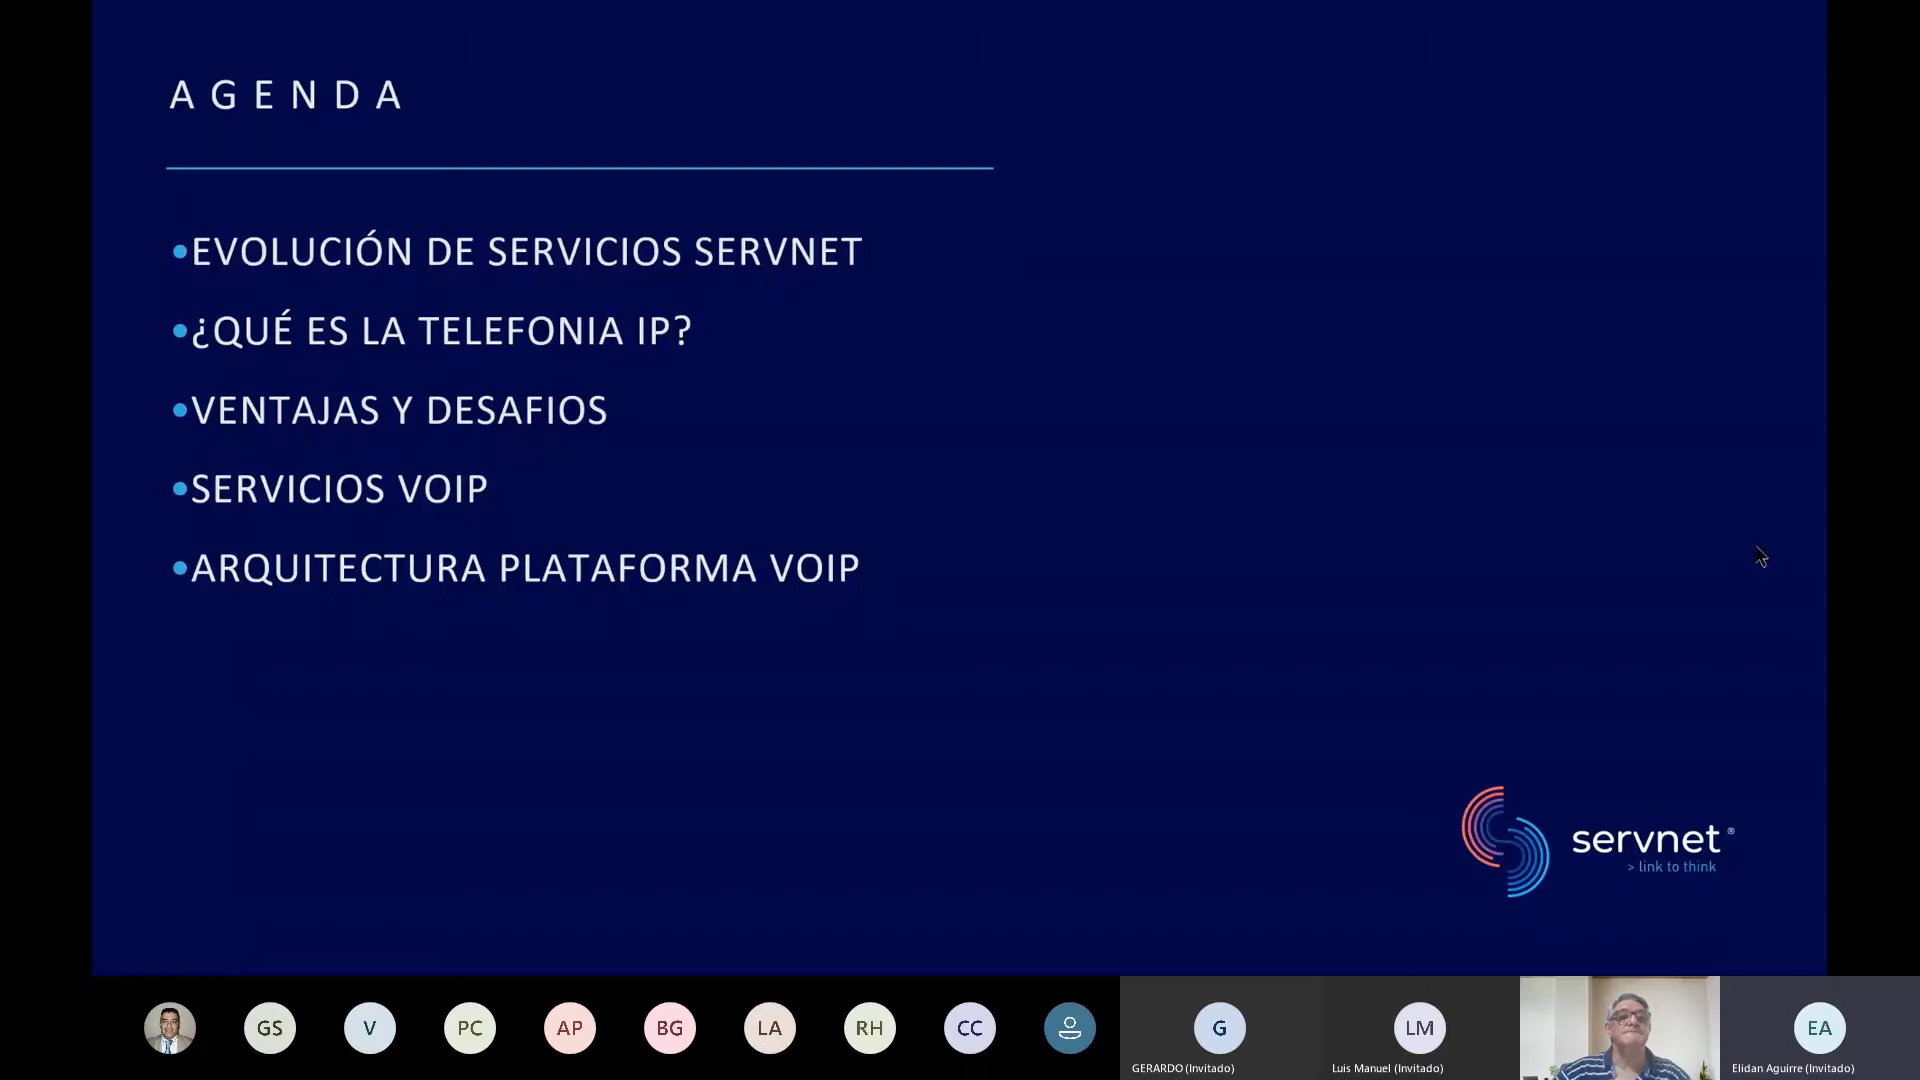 AGENDA
•EVOLUCIÓN DE SERVICIOS SERVNET
•¿QUÉ ES LA TELEFONIA IP?
•VENTAJAS Y DESAFIOS
•SERVICIOS VOIP
•ARQUITECTURA PLATAFORMA VOIP
servnet®
> link to think
GS V PC AP BG LA RH CC G LM EA
GERARDO (Invitado) Luis Manuel (Invitado) Elidan Aguirre (Invitado)